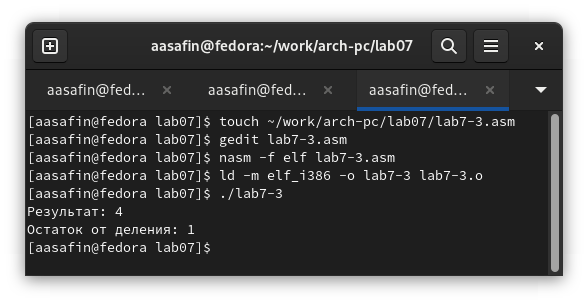 aasafin@fedora:~/work/arch-pc/lab07
aasafin@fed... aasafin@fed... aasafin@fed...
[aasafin@fedora lab07]$ touch ~/work/arch-pc/lab07/lab7-3.asm
[aasafin@fedora lab07]$ gedit lab7-3.asm
[aasafin@fedora lab07]$ nasm -f elf lab7-3.asm
[aasafin@fedora lab07]$ ld -m elf_i386 -o lab7-3 lab7-3.o
[aasafin@fedora lab07]$ ./lab7-3
Результат: 4
Остаток от деления: 1
[aasafin@fedora lab07]$